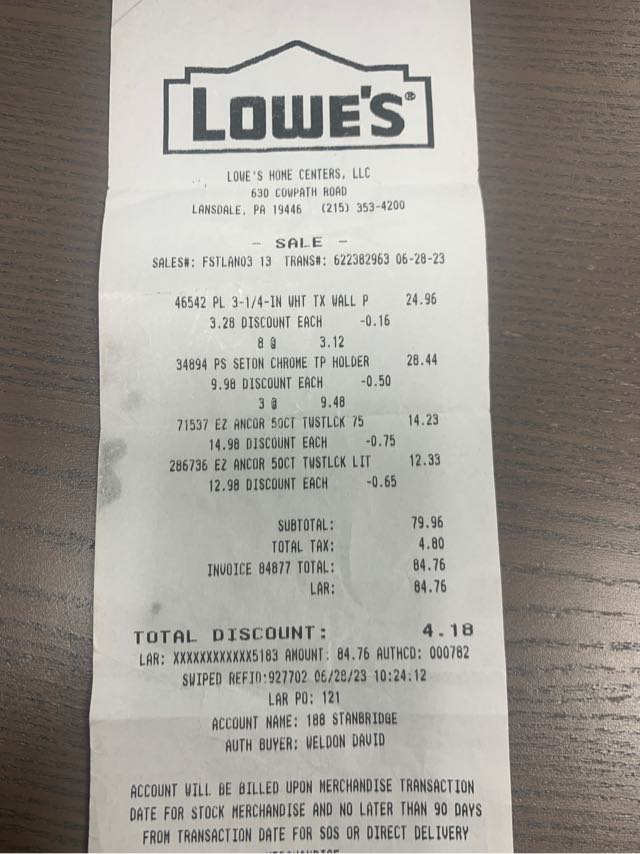 LOWE'S®
LOWE'S HOME CENTERS, LLC
630 COWPATH ROAD
LANSDALE, PA 19446 (215) 353-4200
- SALE -
SALES#: FSTLAN03 13 TRANS#: 622382963 06-28-23
46542 PL 3-1/4-IN WHT TX WALL P 24.96
3.28 DISCOUNT EACH -0.16
8 @ 3.12
34894 PS SETON CHROME TP HOLDER 28.44
9.98 DISCOUNT EACH -0.50
3 @ 9.48
71537 EZ ANCOR 50CT TWSTLCK 75 14.23
14.98 DISCOUNT EACH -0.75
286736 EZ ANCOR 50CT TWSTLCK LIT 12.33
12.98 DISCOUNT EACH -0.65
SUBTOTAL: 79.96
TOTAL TAX: 4.80
INVOICE 84877 TOTAL: 84.76
LAR: 84.76
TOTAL DISCOUNT: 4.18
LAR: XXXXXXXXXXXX5183 AMOUNT: 84.76 AUTHCD: 000782
SWIPED REFID:927702 06/28/23 10:24:12
LAR PO: 121
ACCOUNT NAME: 188 STANBRIDGE
AUTH BUYER: WELDON DAVID
ACCOUNT WILL BE BILLED UPON MERCHANDISE TRANSACTION
DATE FOR STOCK MERCHANDISE AND NO LATER THAN 90 DAYS
FROM TRANSACTION DATE FOR SOS OR DIRECT DELIVERY